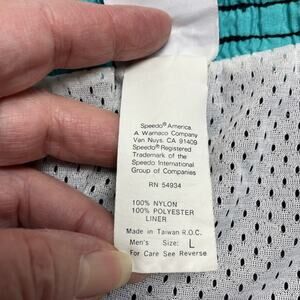 Speedo® America
A Warnaco Company
Van Nuys, CA 91409
Speedo® Registered
Trademark of the
Speedo International
Group of Companies
RN 54934
100% NYLON
100% POLYESTER
LINER
Made in Taiwan R.O.C.
Men's Size: L
For Care See Reverse